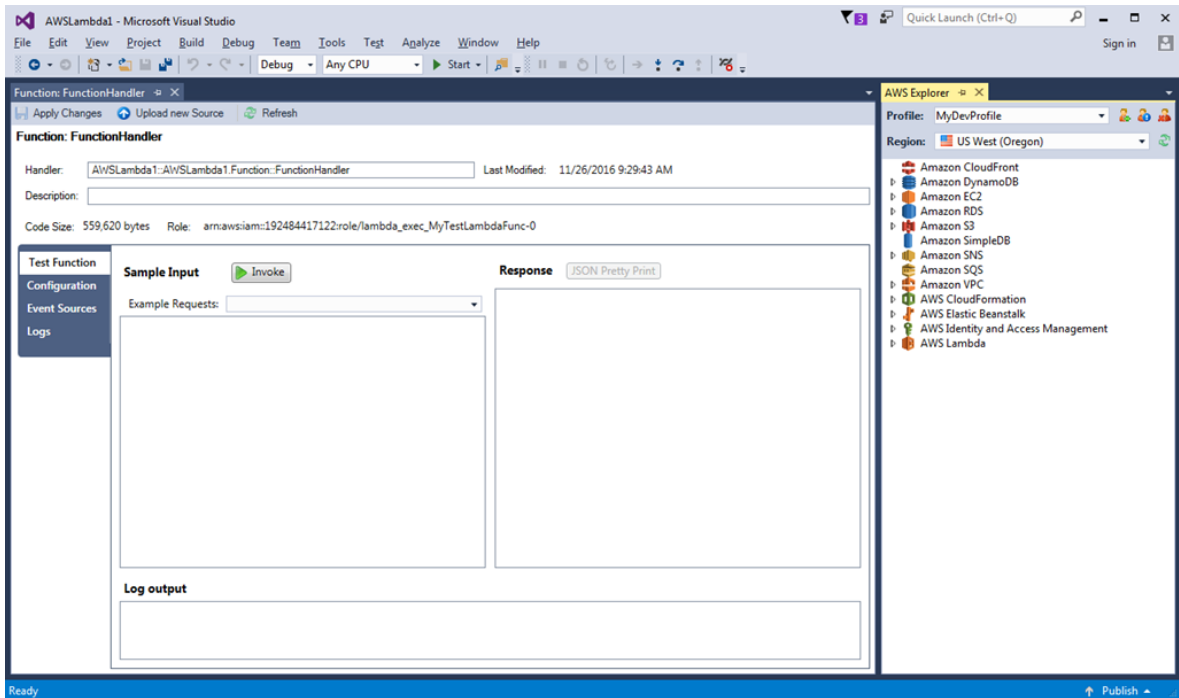 AWSLambda1 - Microsoft Visual Studio
3
Quick Launch (Ctrl+Q)
File Edit View Project Build Debug Team Tools Test Analyze Window Help
Sign in
Debug Any CPU Start
Function: FunctionHandler
Apply Changes Upload new Source Refresh
Function: FunctionHandler
Handler: AWSLambda1::AWSLambda1.Function::FunctionHandler Last Modified: 11/26/2016 9:29:43 AM
Description:
Code Size: 559,620 bytes Role: arn:aws:iam::192484417122:role/lambda_exec_MyTestLambdaFunc-0
Test Function
Configuration
Event Sources
Logs
Sample Input Invoke
Example Requests:
Response JSON Pretty Print
Log output
AWS Explorer
Profile: MyDevProfile
Region: US West (Oregon)
Amazon CloudFront
Amazon DynamoDB
Amazon EC2
Amazon RDS
Amazon S3
Amazon SimpleDB
Amazon SNS
Amazon SQS
Amazon VPC
AWS CloudFormation
AWS Elastic Beanstalk
AWS Identity and Access Management
AWS Lambda
Ready
Publish